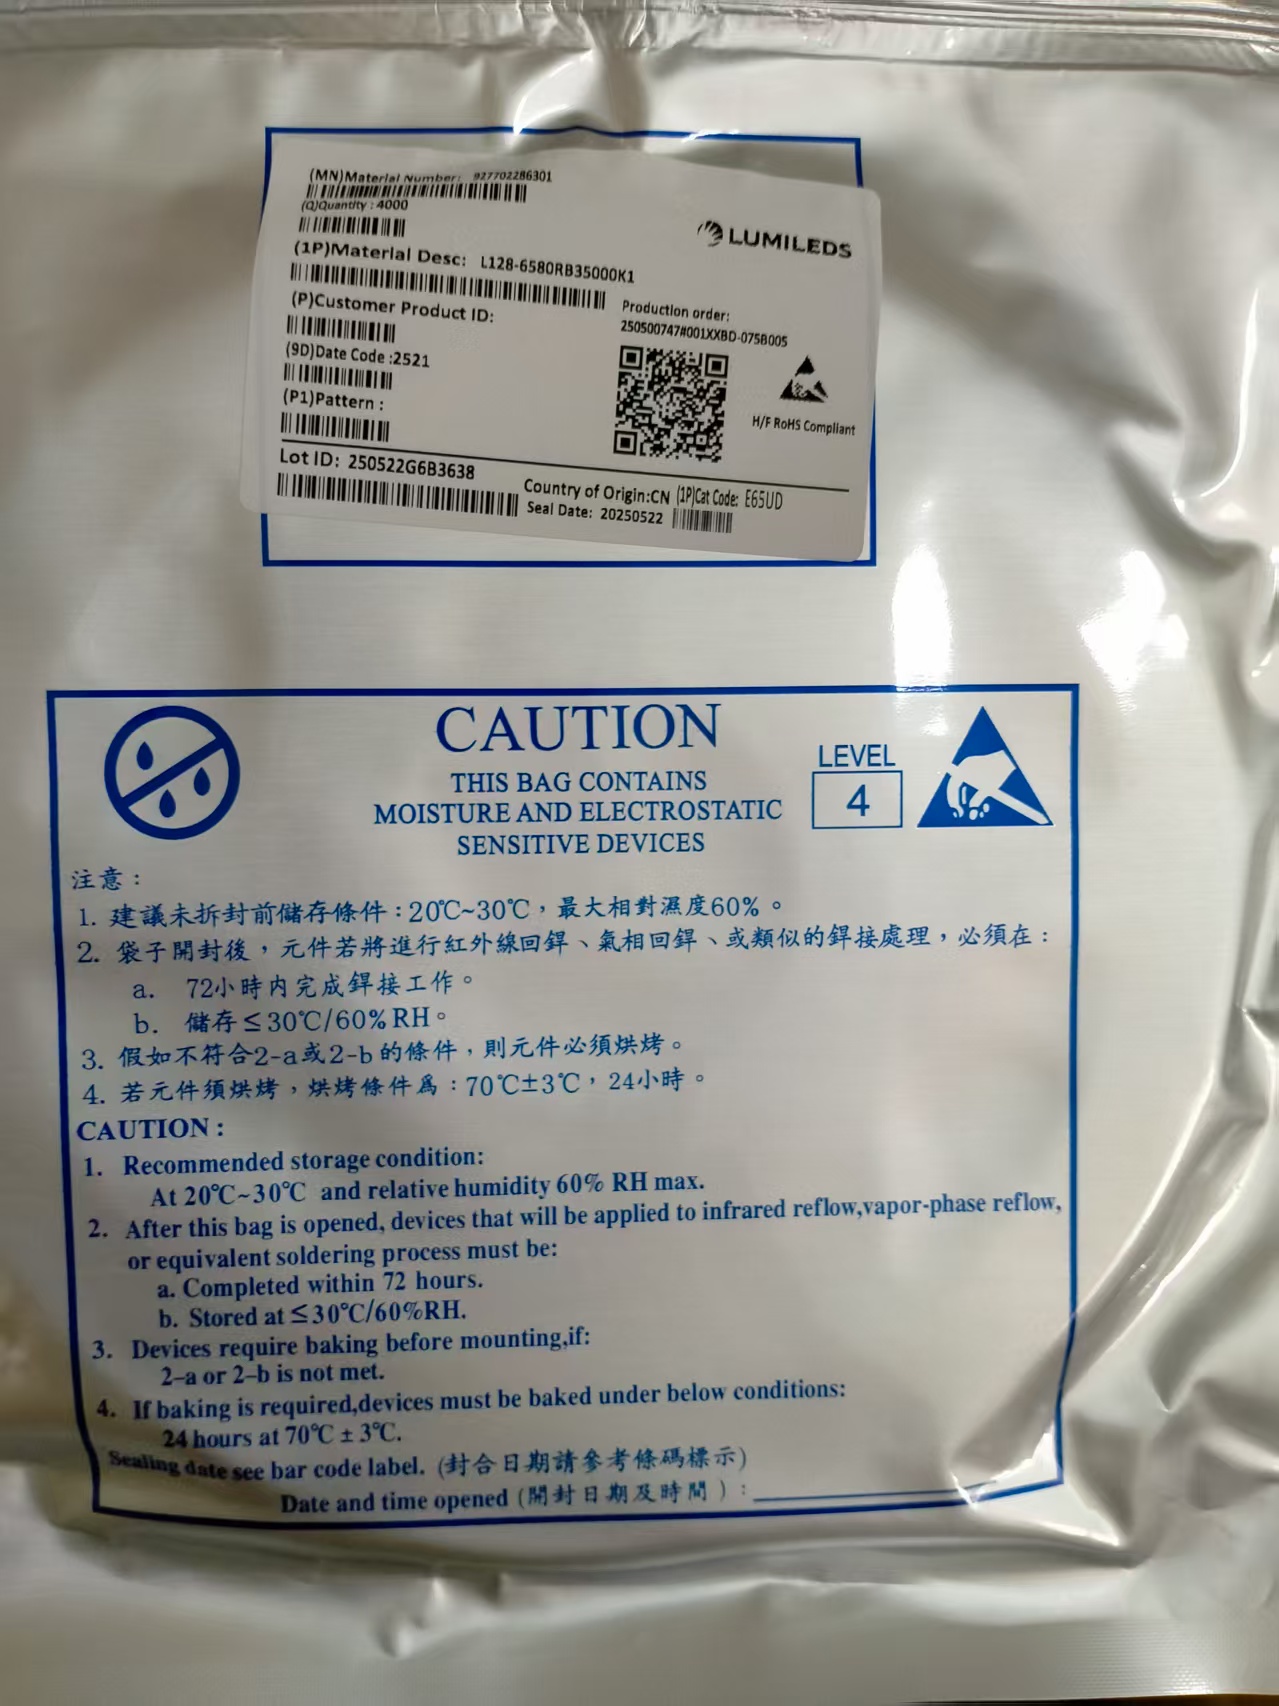 (MN)Material Number: 927702286301
(Q)Quantity : 4000
LUMILEDS
(1P)Material Desc: L128-6580RB35000K1
(P)Customer Product ID:
Production order:
250500747#001XXBD-075B005
(9D)Date Code :2521
(P1)Pattern :
H/F RoHS Compliant
Lot ID: 250522G6B3638
Country of Origin:CN (1P)Cat Code: E65UD
Seal Date: 20250522
CAUTION
THIS BAG CONTAINS
MOISTURE AND ELECTROSTATIC
SENSITIVE DEVICES
LEVEL
4
注意：
1. 建議未拆封前儲存條件：20℃~30℃，最大相對濕度60%。
2. 袋子開封後，元件若將進行紅外線回銲、氣相回銲、或類似的銲接處理，必須在：
a. 72小時内完成銲接工作。
b. 儲存≦30℃/60%RH。
3. 假如不符合2-a或2-b的條件，則元件必須烘烤。
4. 若元件須烘烤，烘烤條件爲：70℃±3℃，24小時。
CAUTION :
1. Recommended storage condition:
At 20℃~30℃ and relative humidity 60% RH max.
2. After this bag is opened, devices that will be applied to infrared reflow,vapor-phase reflow,
or equivalent soldering process must be:
a. Completed within 72 hours.
b. Stored at ≦30℃/60%RH.
3. Devices require baking before mounting,if:
2-a or 2-b is not met.
4. If baking is required,devices must be baked under below conditions:
24 hours at 70℃ ± 3℃.
Sealing date see bar code label. (封合日期請參考條碼標示)
Date and time opened (開封日期及時間)：